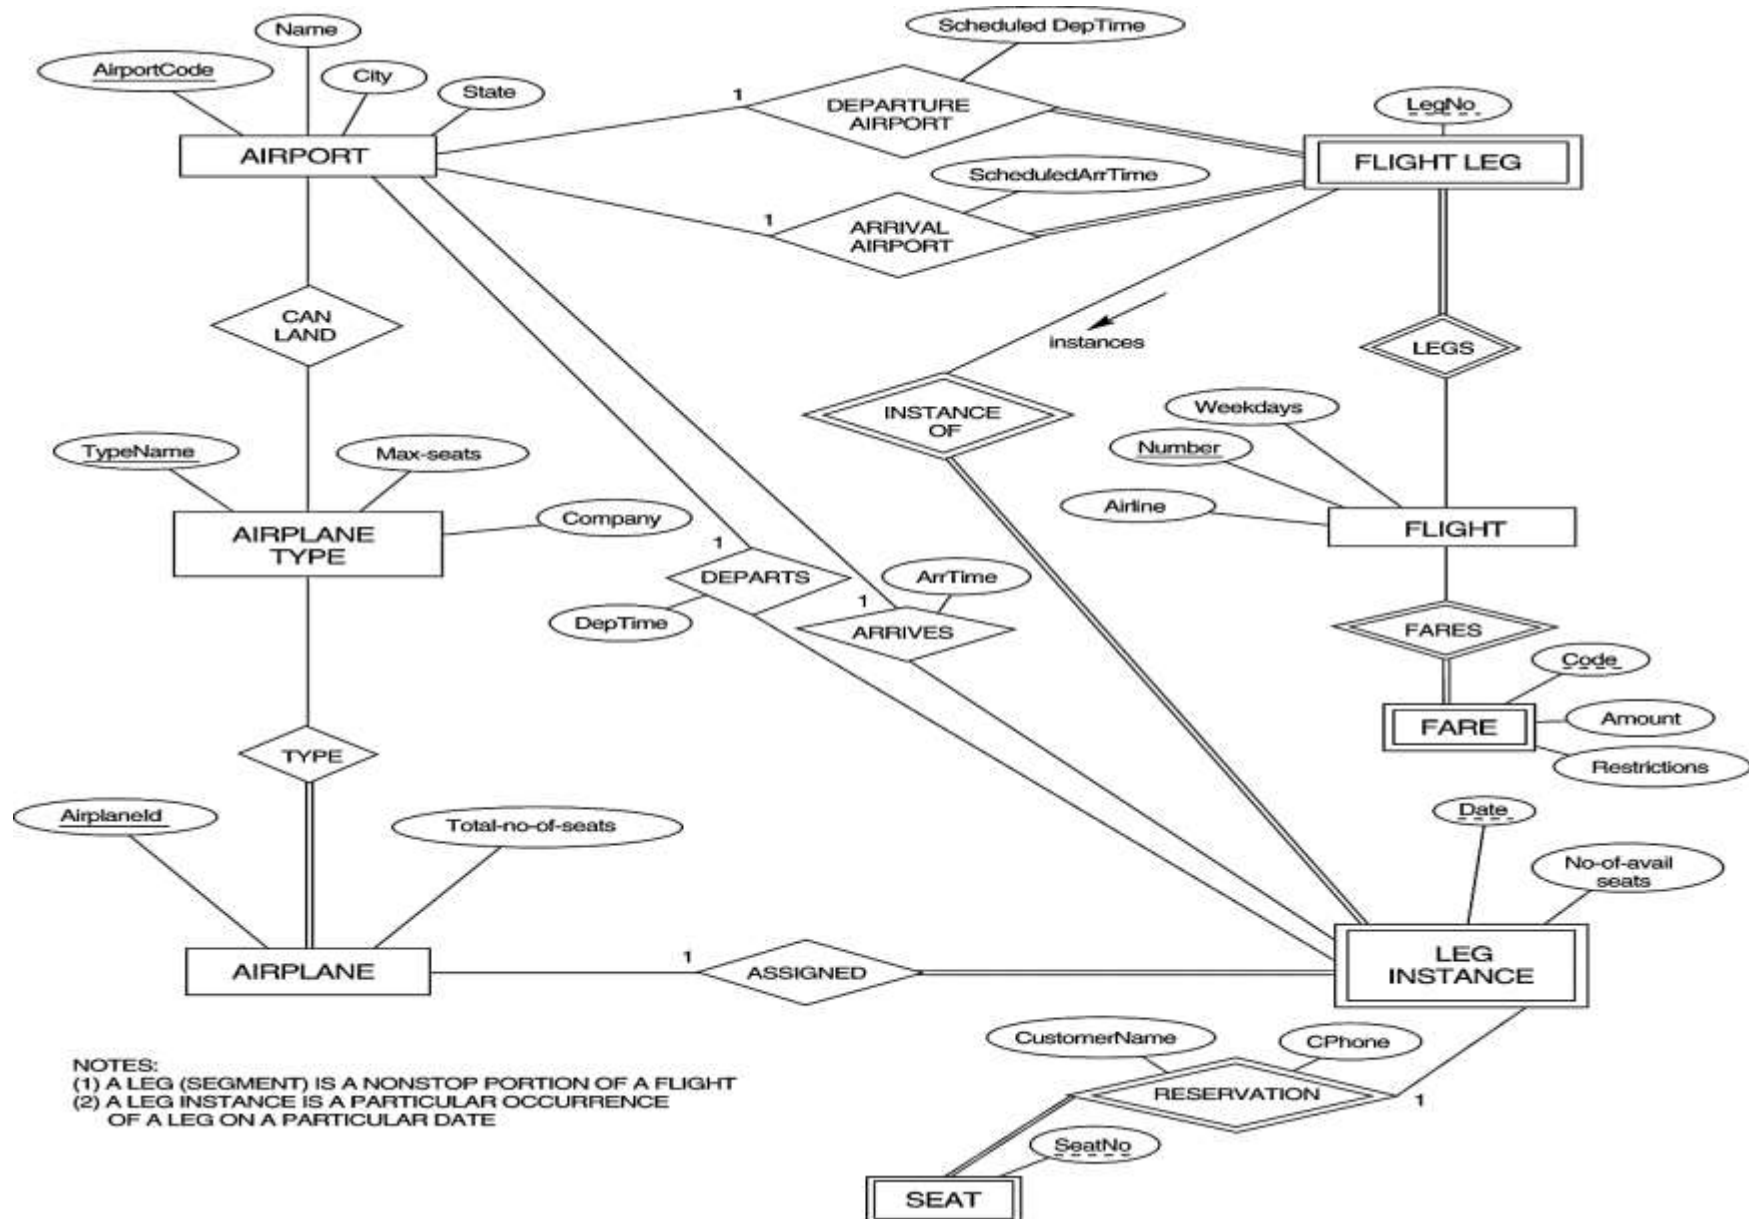 Name
Scheduled DepTime
AirportCode
City
State
1
DEPARTURE
AIRPORT
LegNo
AIRPORT
FLIGHT LEG
ScheduledArrTime
1
ARRIVAL
AIRPORT
CAN
LAND
instances
LEGS
INSTANCE
OF
Weekdays
Number
Airline
TypeName
Max-seats
Company
AIRPLANE
TYPE
FLIGHT
1
DEPARTS
DepTime
ArrTime
1
ARRIVES
FARES
Code
FARE
Amount
Restrictions
TYPE
AirplaneId
Total-no-of-seats
Date
No-of-avail
seats
AIRPLANE
1
ASSIGNED
LEG
INSTANCE
CustomerName
CPhone
RESERVATION
1
SeatNo
SEAT
NOTES:
(1) A LEG (SEGMENT) IS A NONSTOP PORTION OF A FLIGHT
(2) A LEG INSTANCE IS A PARTICULAR OCCURRENCE
OF A LEG ON A PARTICULAR DATE